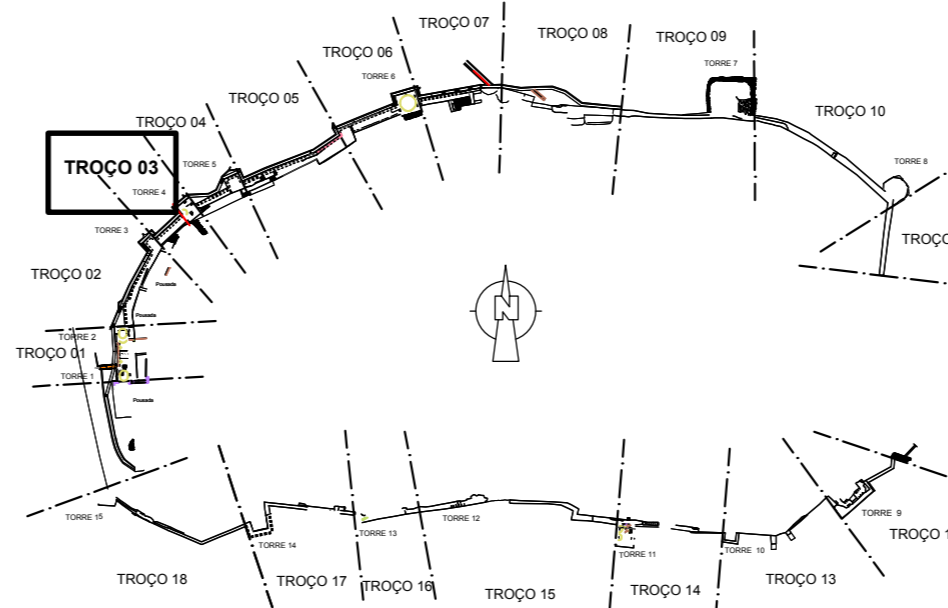 TROÇO 07
TROÇO 08
TROÇO 09
TROÇO 06
TORRE 7
TORRE 6
TROÇO 05
TROÇO 10
TROÇO 04
TROÇO 03
TORRE 5
TORRE 8
TORRE 4
TORRE 3
TROÇO
TROÇO 02
Pousada
N
Pousada
TORRE 2
TROÇO 01
TORRE 1
Pousada
TORRE 15
TORRE 9
TORRE 12
TORRE 13
TROÇO 1
TORRE 14
TORRE 10
TORRE 11
TROÇO 18
TROÇO 17
TROÇO 16
TROÇO 15
TROÇO 14
TROÇO 13